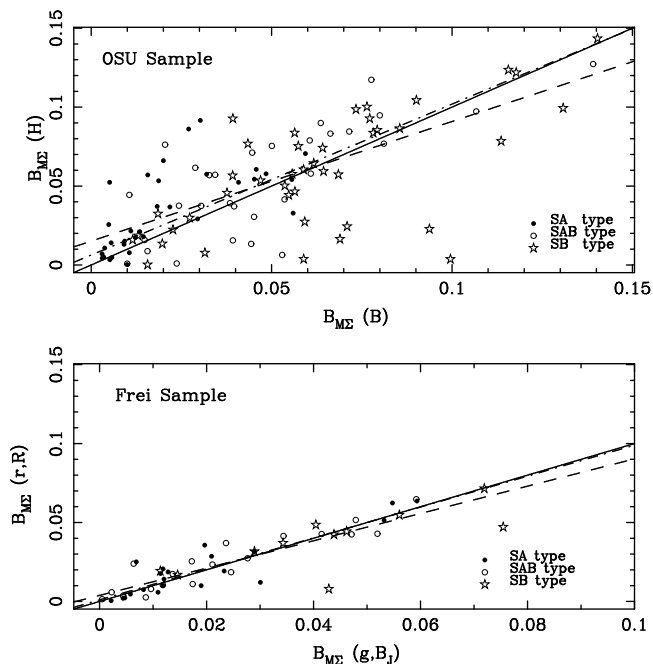 0.15
OSU Sample
0.1
B_MΣ (H)
0.05
SA type
SAB type
SB type
0
0 0.05 0.1 0.15
B_MΣ (B)
0.15
Frei Sample
0.1
B_MΣ (r,R)
0.05
SA type
SAB type
SB type
0
0 0.02 0.04 0.06 0.08 0.1
B_MΣ (g,B_J)